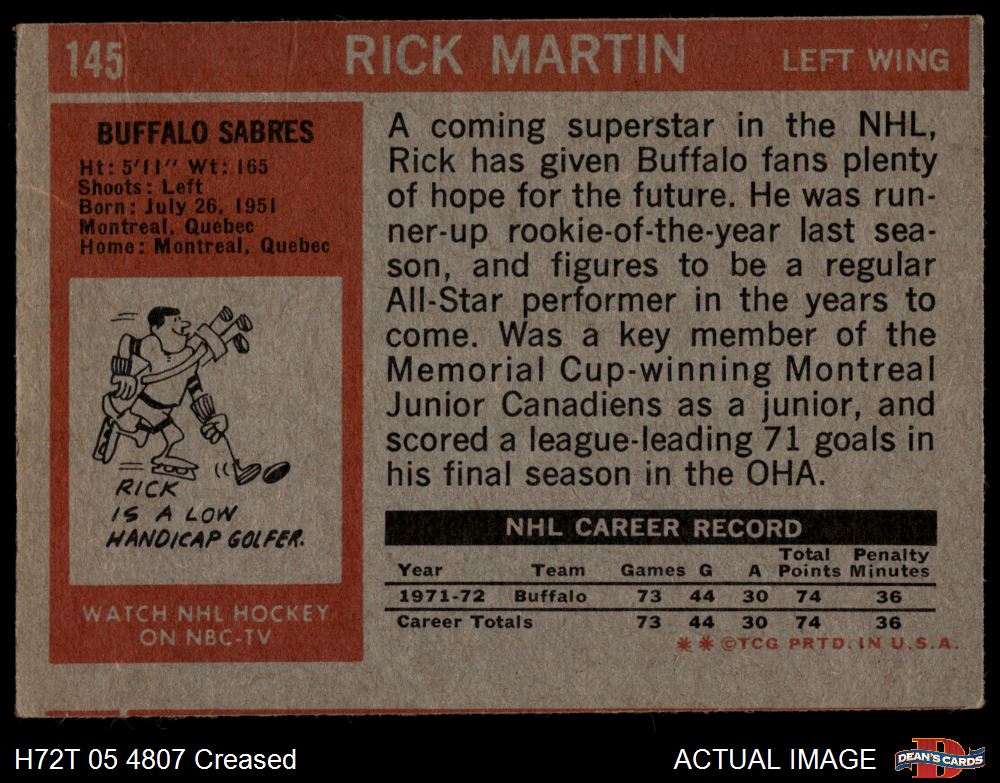 145 RICK MARTIN LEFT WING
BUFFALO SABRES
Ht: 5'11" Wt: 165
Shoots: Left
Born: July 26, 1951
Montreal, Quebec
Home: Montreal, Quebec
RICK
IS A LOW
HANDICAP GOLFER.
WATCH NHL HOCKEY
ON NBC-TV
A coming superstar in the NHL,
Rick has given Buffalo fans plenty
of hope for the future. He was run-
ner-up rookie-of-the-year last sea-
son, and figures to be a regular
All-Star performer in the years to
come. Was a key member of the
Memorial Cup-winning Montreal
Junior Canadiens as a junior, and
scored a league-leading 71 goals in
his final season in the OHA.
NHL CAREER RECORD
Total Penalty
Year Team Games G A Points Minutes
1971-72 Buffalo 73 44 30 74 36
Career Totals 73 44 30 74 36
** ©TCG PRTD. IN U.S.A.
H72T 05 4807 Creased ACTUAL IMAGE
D
DEAN'S CARDS